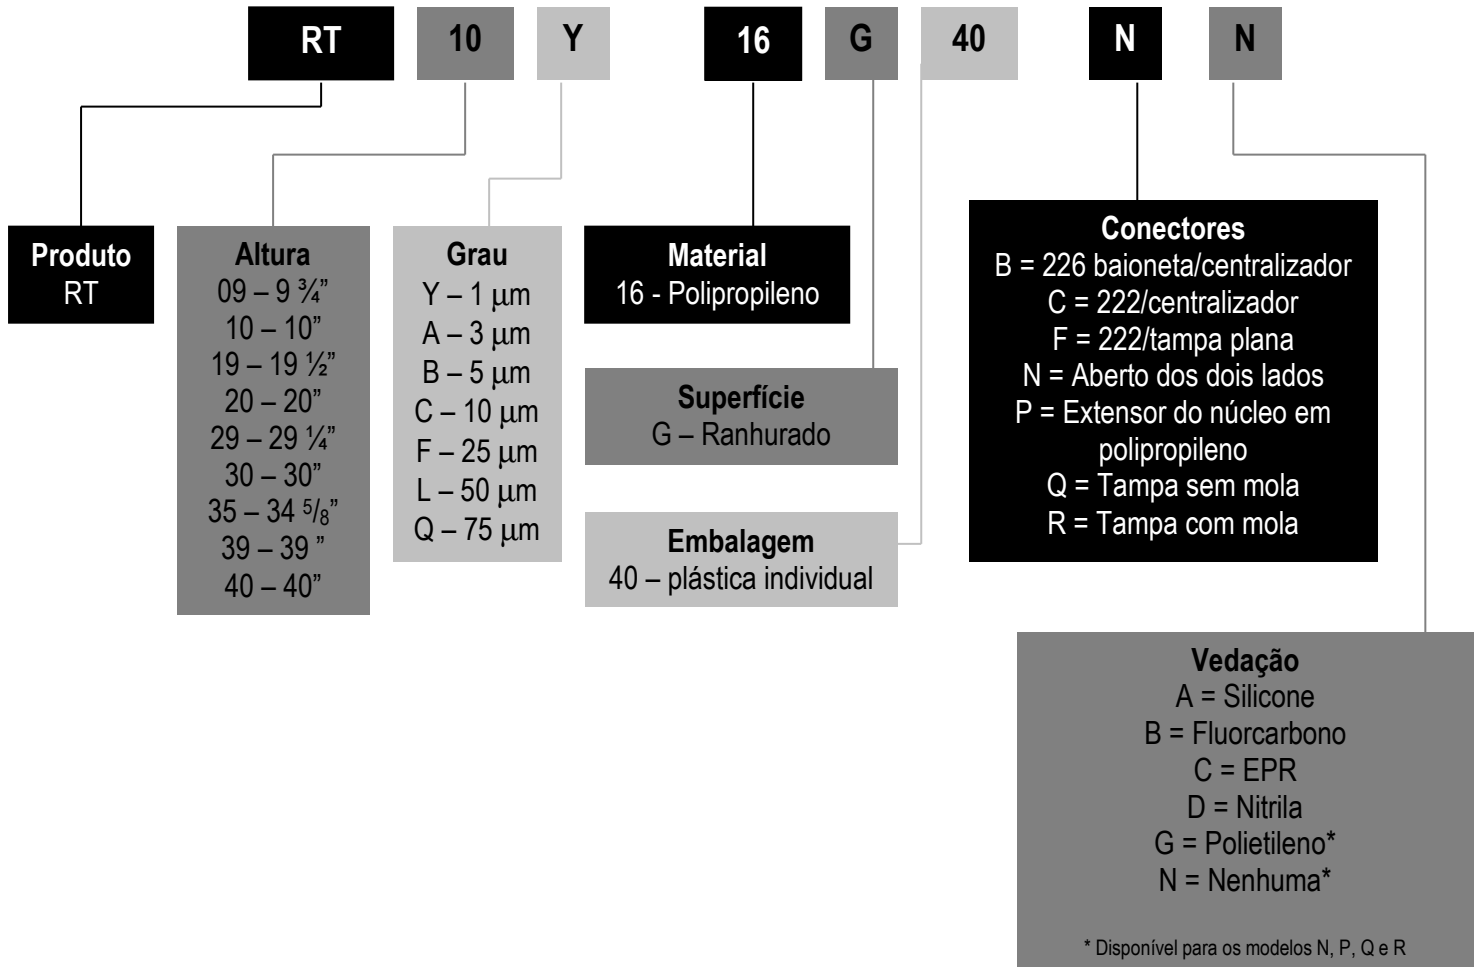 RT 10 Y 16 G 40 N N
Produto
RT
Altura
09 – 9 ¾”
10 – 10”
19 – 19 ½”
20 – 20”
29 – 29 ¼”
30 – 30”
35 – 34 5/8”
39 – 39 ”
40 – 40”
Grau
Y – 1 μm
A – 3 μm
B – 5 μm
C – 10 μm
F – 25 μm
L – 50 μm
Q – 75 μm
Material
16 - Polipropileno
Superfície
G – Ranhurado
Embalagem
40 – plástica individual
Conectores
B = 226 baioneta/centralizador
C = 222/centralizador
F = 222/tampa plana
N = Aberto dos dois lados
P = Extensor do núcleo em
polipropileno
Q = Tampa sem mola
R = Tampa com mola
Vedação
A = Silicone
B = Fluorcarbono
C = EPR
D = Nitrila
G = Polietileno*
N = Nenhuma*
* Disponível para os modelos N, P, Q e R